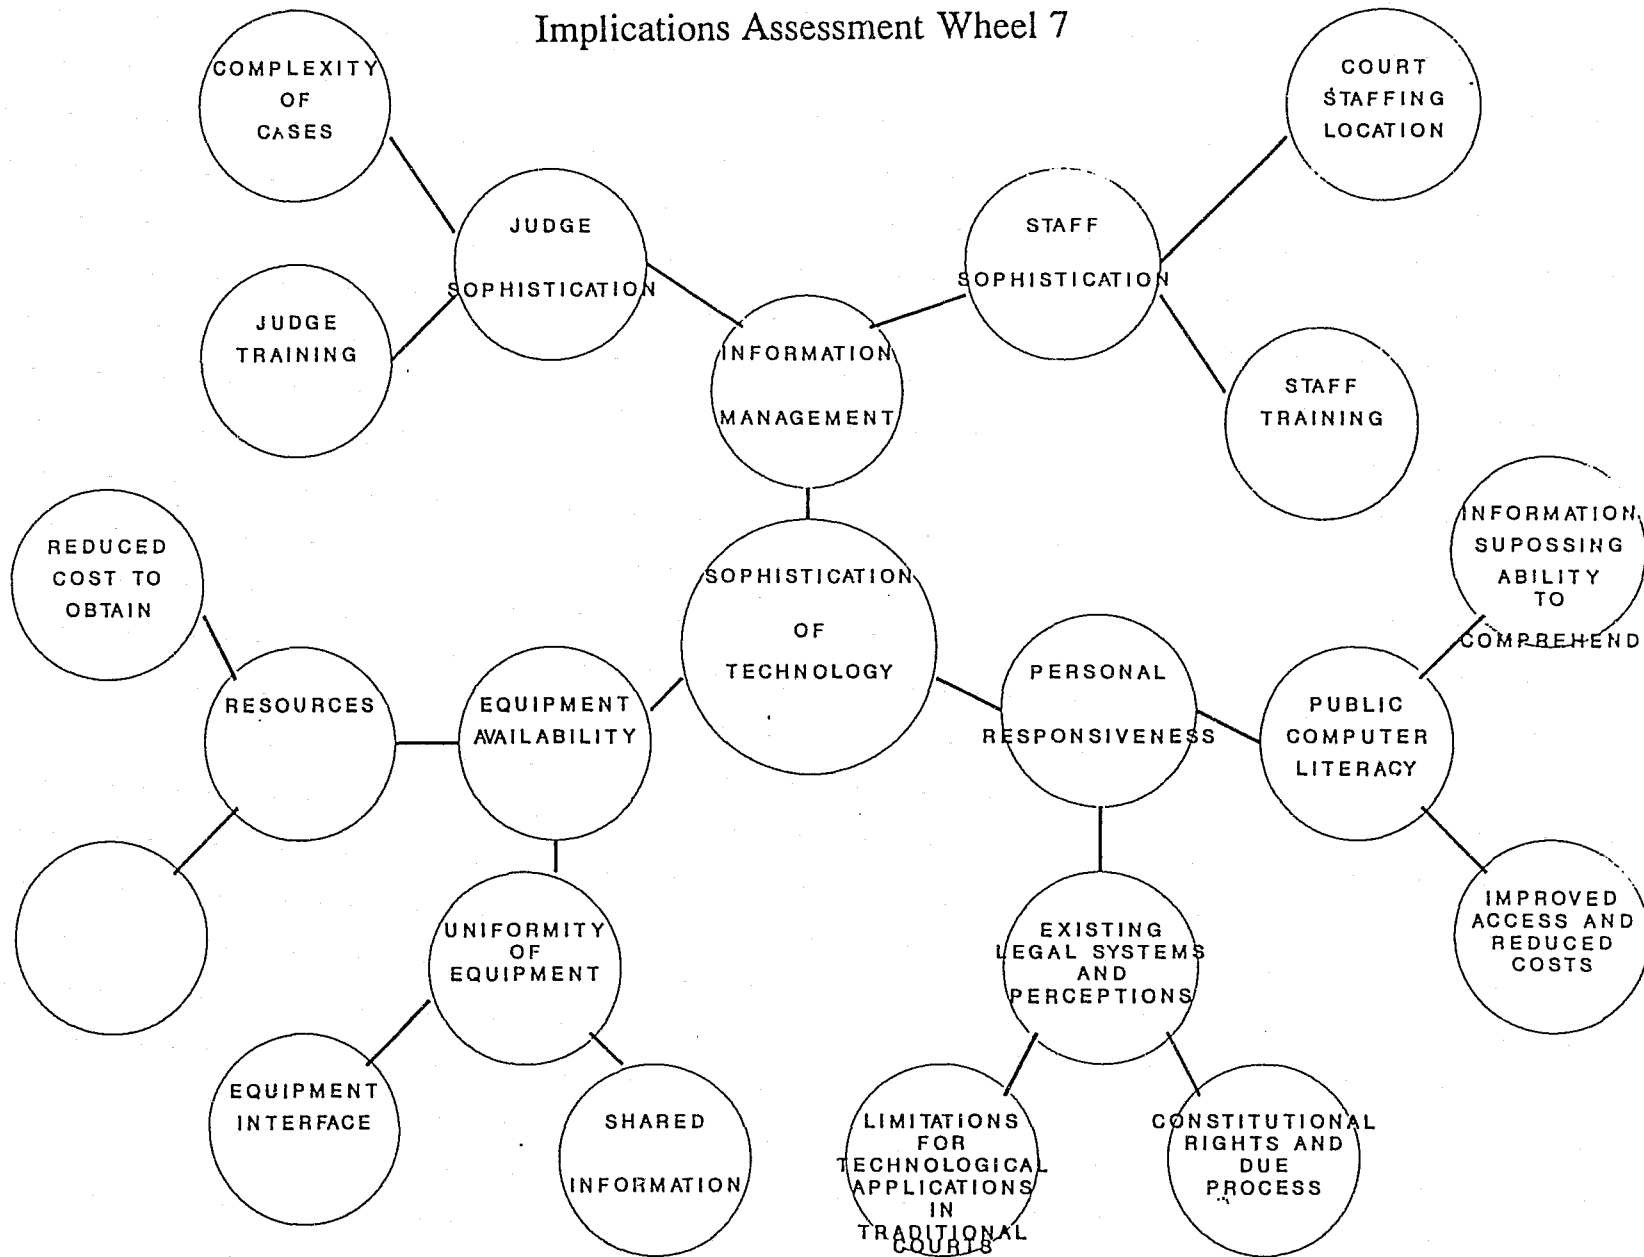 Implications Assessment Wheel 7
COMPLEXITY
OF
CASES
COURT
STAFFING
LOCATION
JUDGE
SOPHISTICATION
STAFF
SOPHISTICATION
JUDGE
TRAINING
INFORMATION
MANAGEMENT
STAFF
TRAINING
REDUCED
COST TO
OBTAIN
SOPHISTICATION
OF
TECHNOLOGY
INFORMATION
SUPOSSING
ABILITY
TO
COMPREHEND
RESOURCES
EQUIPMENT
AVAILABILITY
PERSONAL
RESPONSIVENESS
PUBLIC
COMPUTER
LITERACY
UNIFORMITY
OF
EQUIPMENT
EXISTING
LEGAL SYSTEMS
AND
PERCEPTIONS
IMPROVED
ACCESS AND
REDUCED
COSTS
EQUIPMENT
INTERFACE
SHARED
INFORMATION
LIMITATIONS
FOR
TECHNOLOGICAL
APPLICATIONS
IN
TRADITIONAL
COURTS
CONSTITUTIONAL
RIGHTS AND
DUE
PROCESS